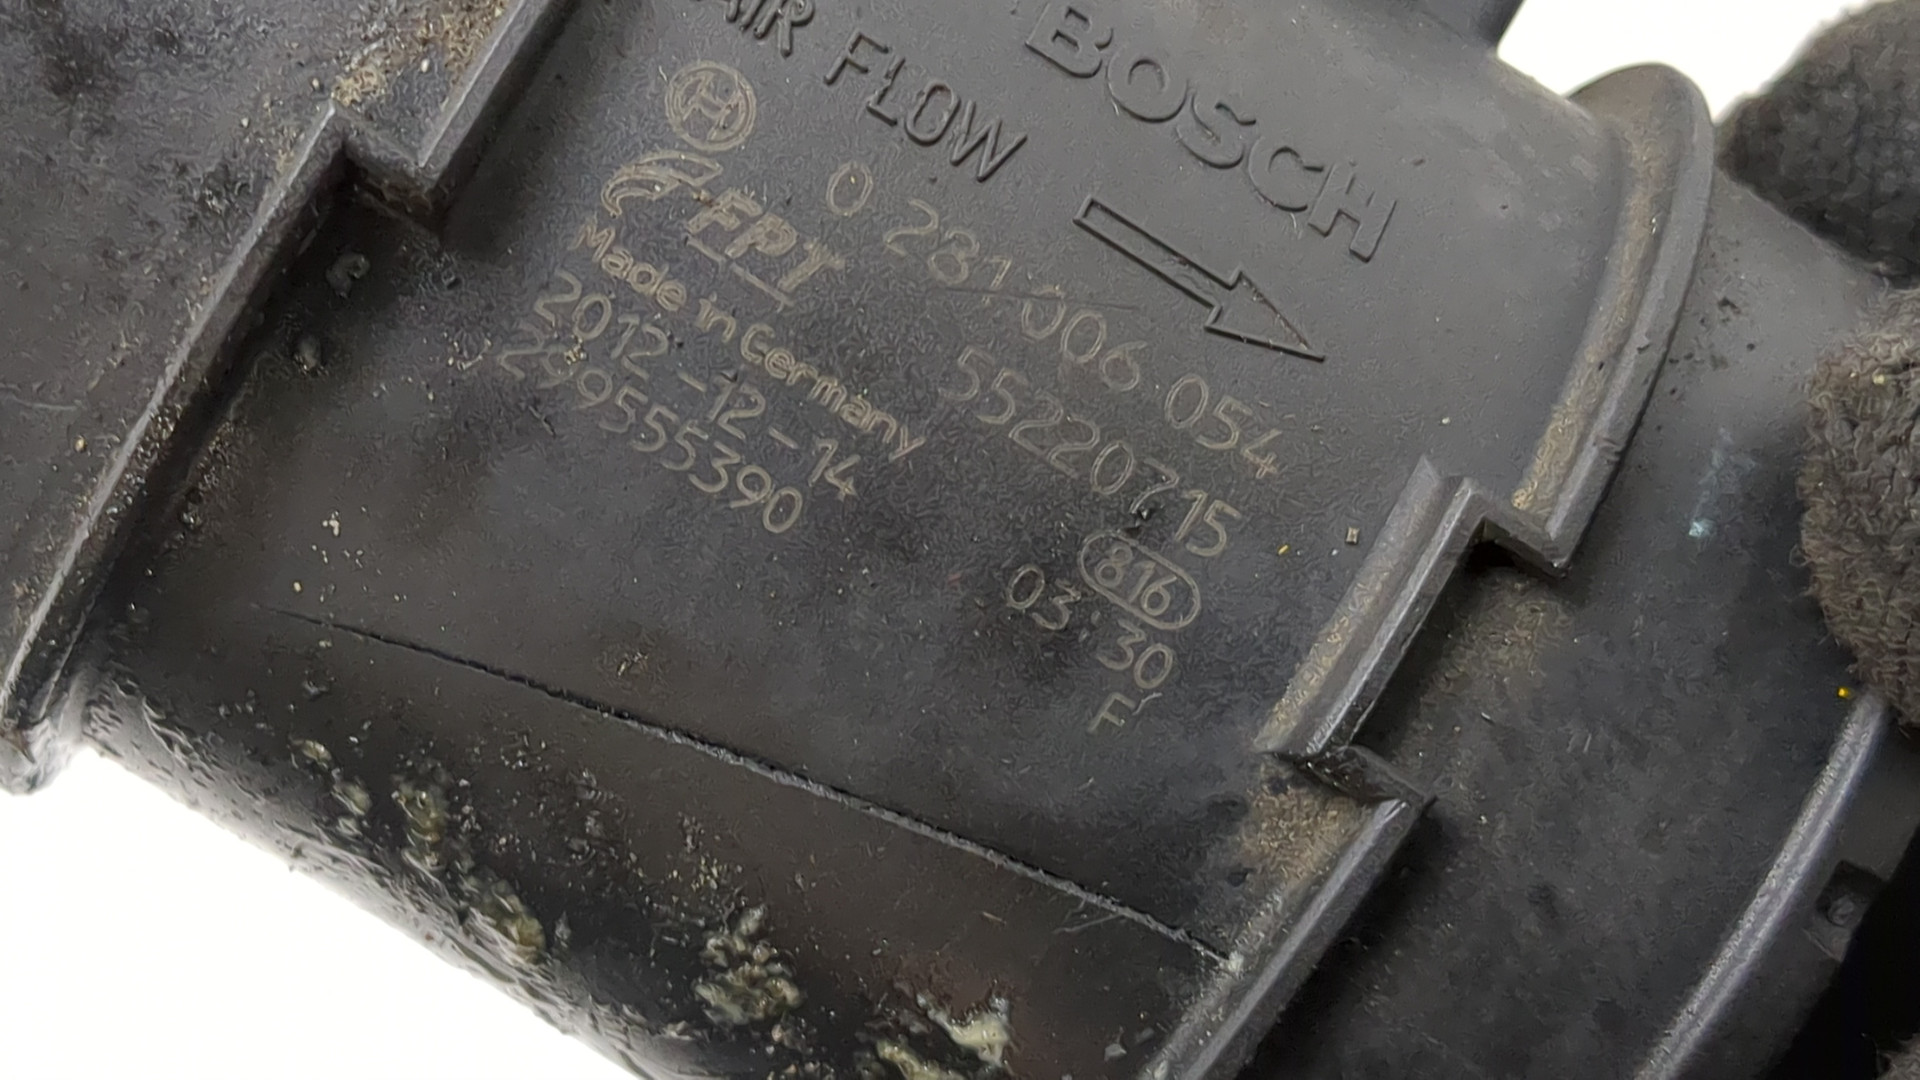 BOSCH
AIR FLOW
0 281 006 054
FPT
55220715
Made in Germany
2012-12-14
299555390
816
03 30
F